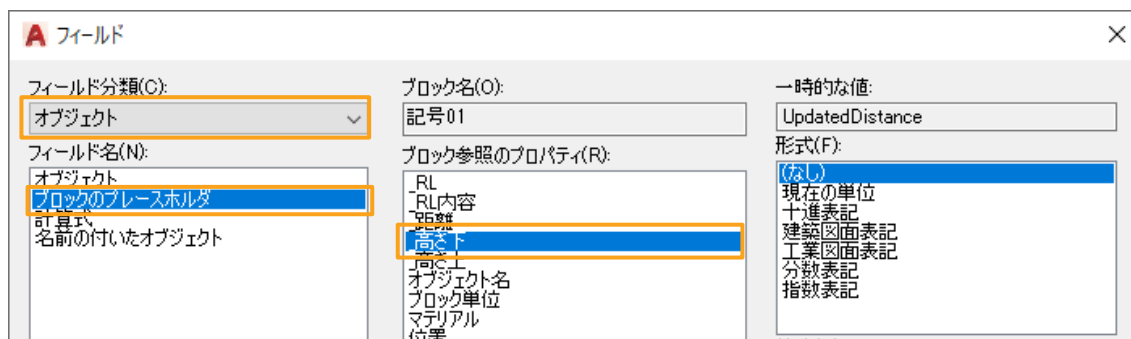 フィールド
フィールド分類(C):
オブジェクト
フィールド名(N):
オブジェクト
ブロックのプレースホルダ
計算式
名前の付いたオブジェクト
ブロック名(O):
記号01
ブロック参照のプロパティ(R):
_RL
_RL内容
_距離
_高さ下
_高さ上
オブジェクト名
ブロック単位
マテリアル
位置
一時的な値:
UpdatedDistance
形式(F):
(なし)
現在の単位
十進表記
建築図面表記
工業図面表記
分数表記
指数表記